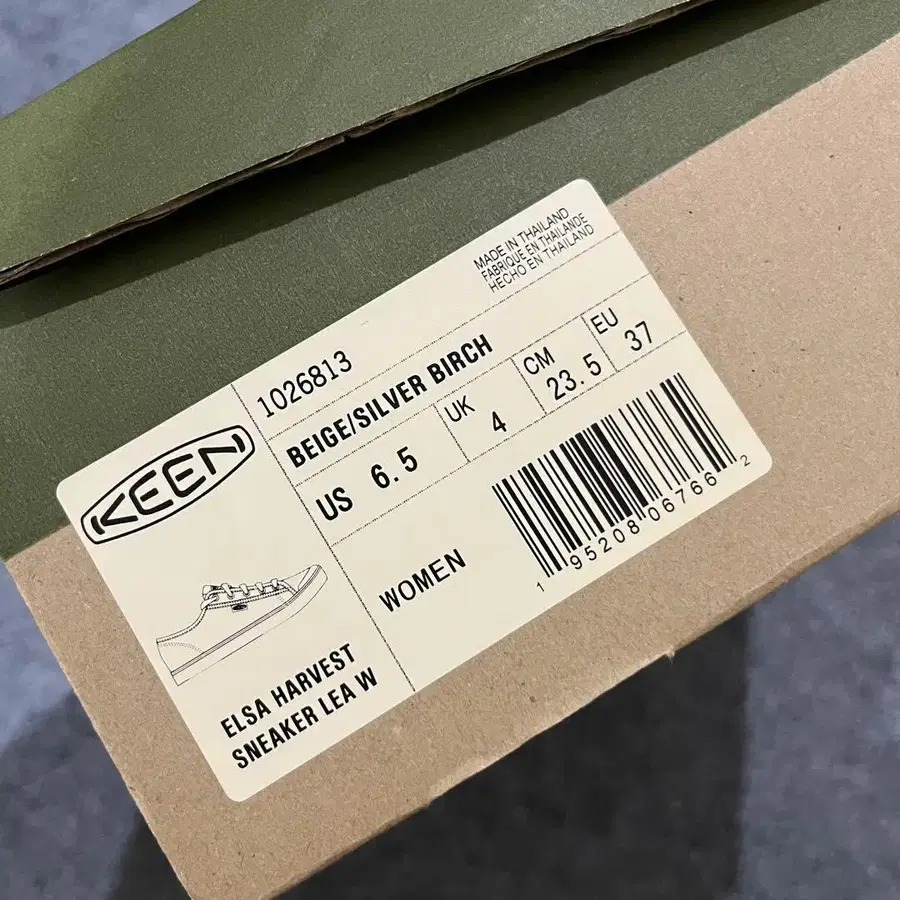 MADE IN THAILAND
FABRIQUE EN THAILANDE
HECHO EN THAILAND
1026813
BEIGE/SILVER BIRCH
US 6.5
UK 4
CM 23.5
EU 37
KEEN
WOMEN
1 95208 06766 2
ELSA HARVEST
SNEAKER LEA W